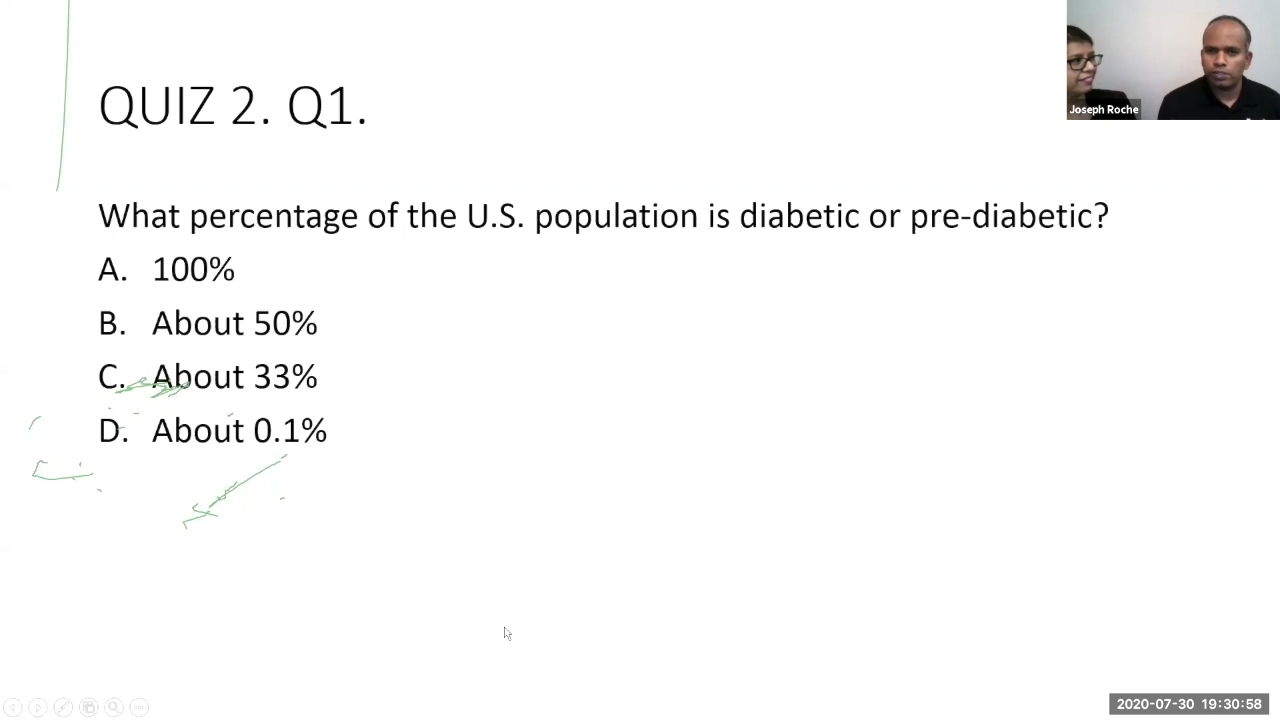 Joseph Roche
QUIZ 2. Q1.
What percentage of the U.S. population is diabetic or pre-diabetic?
A. 100%
B. About 50%
C. About 33%
D. About 0.1%
2020-07-30 19:30:58